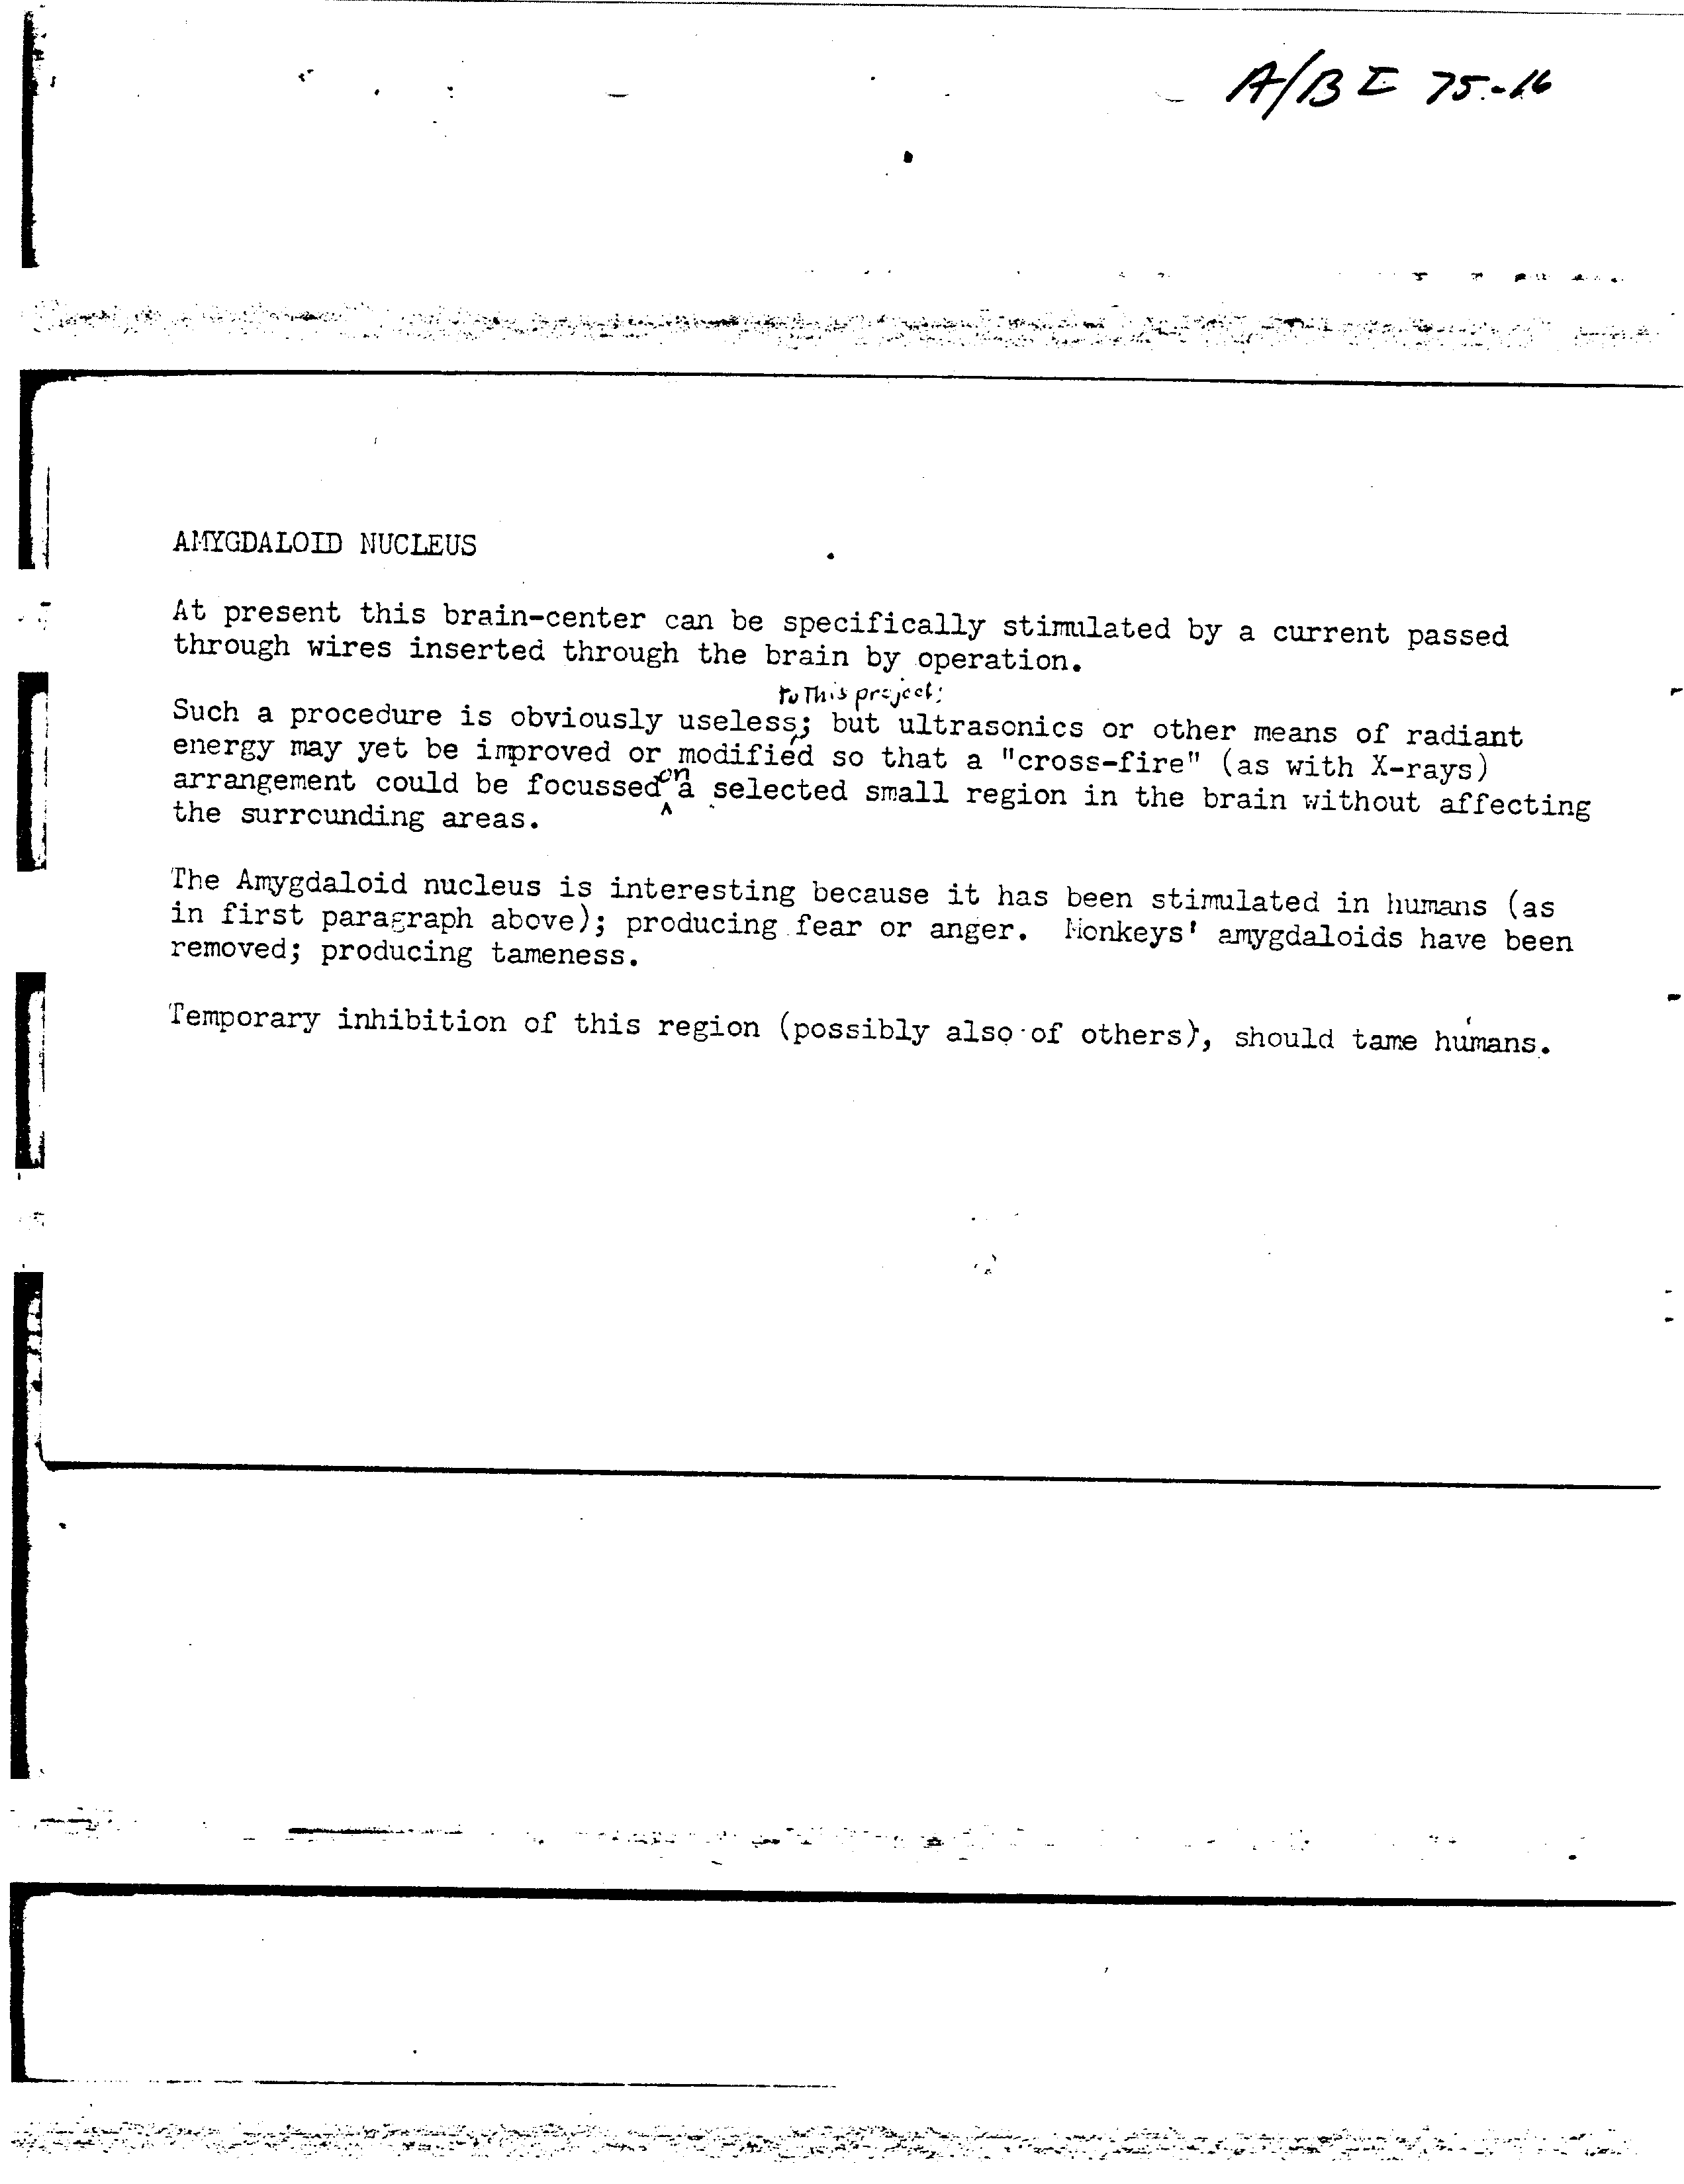 A/B I 75-16
AMYGDALOID NUCLEUS
At present this brain-center can be specifically stimulated by a current passed
through wires inserted through the brain by operation.
to This project;
Such a procedure is obviously useless; but ultrasonics or other means of radiant
energy may yet be improved or modified so that a "cross-fire" (as with X-rays)
arrangement could be focussed on a selected small region in the brain without affecting
the surrounding areas.
The Amygdaloid nucleus is interesting because it has been stimulated in humans (as
in first paragraph above); producing fear or anger. Monkeys' amygdaloids have been
removed; producing tameness.
Temporary inhibition of this region (possibly also of others), should tame humans.